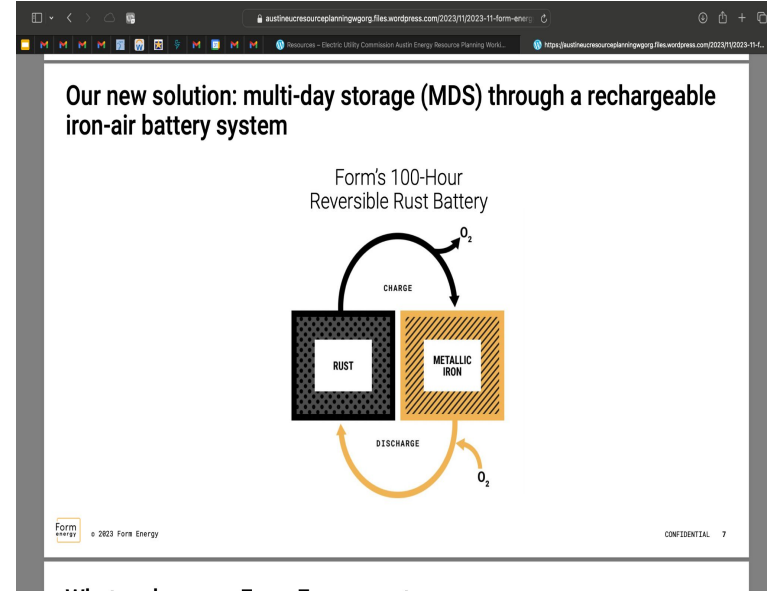 austineucresourceplanningwgorg.files.wordpress.com/2023/11/2023-11-form-energ
Resources – Electric Utility Commission Austin Energy Resource Planning Worki...
https://austineucresourceplanningwgorg.files.wordpress.com/2023/11/2023-11-f...
Our new solution: multi-day storage (MDS) through a rechargeable
iron-air battery system
Form's 100-Hour
Reversible Rust Battery
O₂
CHARGE
RUST
METALLIC
IRON
DISCHARGE
O₂
Form
energy
© 2023 Form Energy
CONFIDENTIAL 7